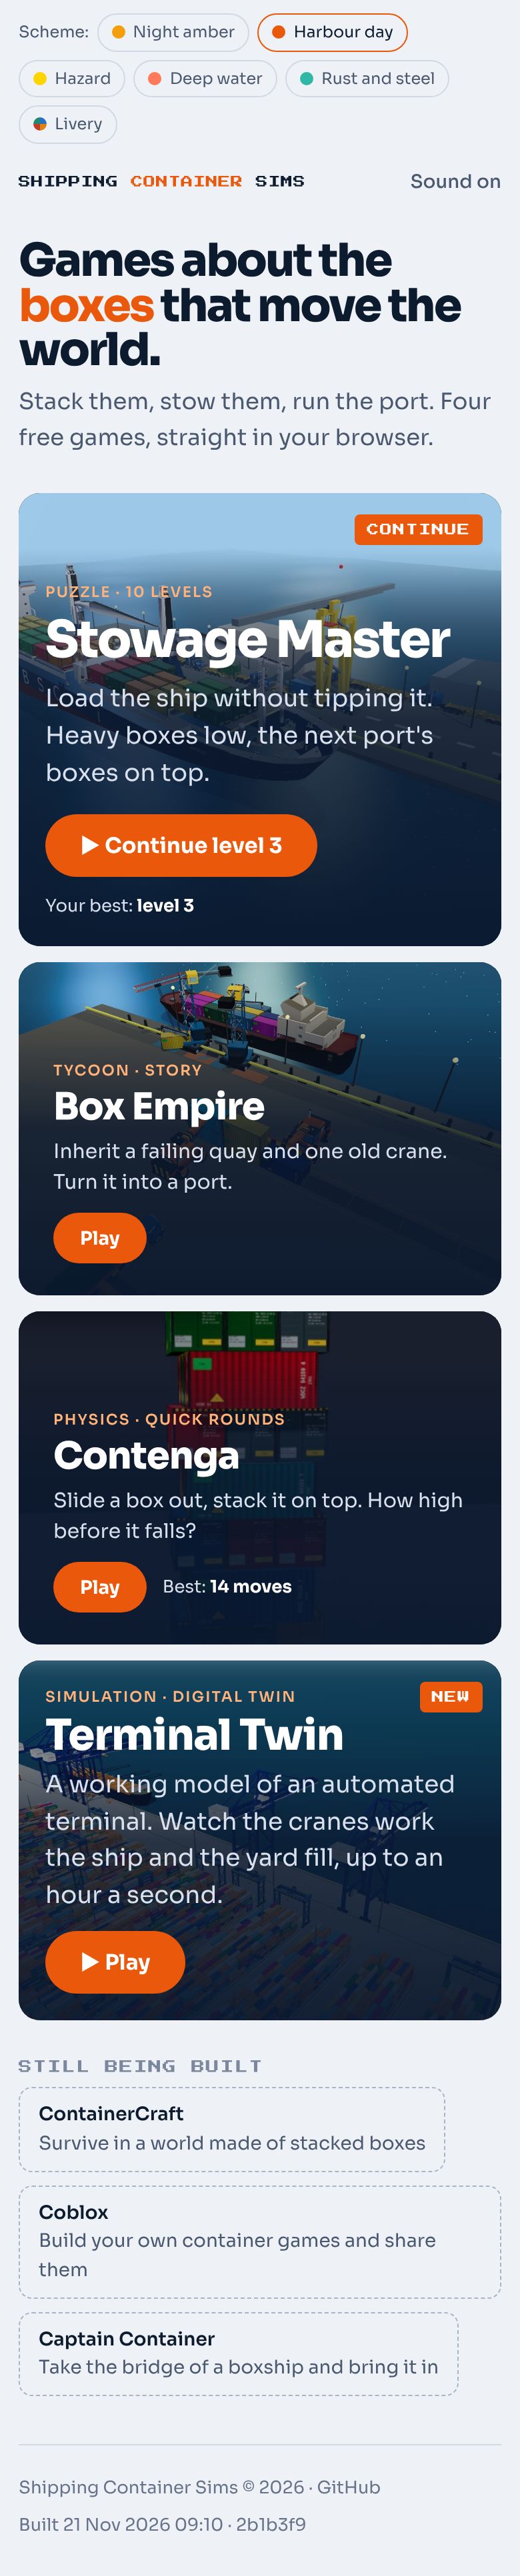 Scheme: Night amber Harbour day
Hazard Deep water Rust and steel
Livery
SHIPPING CONTAINER SIMS Sound on
Games about the
boxes that move the
world.
Stack them, stow them, run the port. Four
free games, straight in your browser.
CONTINUE
PUZZLE · 10 LEVELS
Stowage Master
Load the ship without tipping it.
Heavy boxes low, the next port's
boxes on top.
▶ Continue level 3
Your best: level 3
TYCOON · STORY
Box Empire
Inherit a failing quay and one old crane.
Turn it into a port.
Play
PHYSICS · QUICK ROUNDS
Contenga
Slide a box out, stack it on top. How high
before it falls?
Play Best: 14 moves
SIMULATION · DIGITAL TWIN NEW
Terminal Twin
A working model of an automated
terminal. Watch the cranes work
the ship and the yard fill, up to an
hour a second.
▶ Play
STILL BEING BUILT
ContainerCraft
Survive in a world made of stacked boxes
Coblox
Build your own container games and share
them
Captain Container
Take the bridge of a boxship and bring it in
Shipping Container Sims © 2026 · GitHub
Built 21 Nov 2026 09:10 · 2b1b3f9